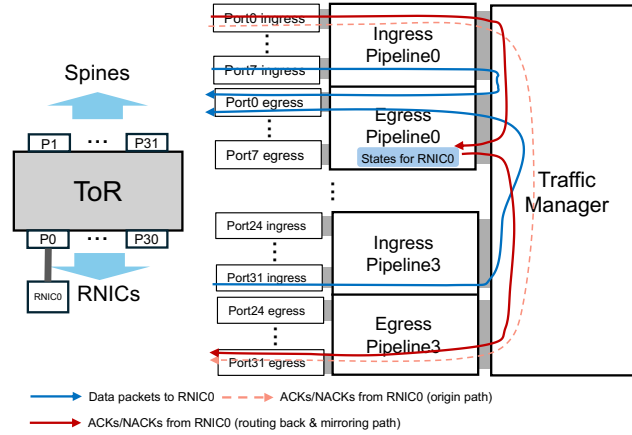 Spines
P1 ... P31
ToR
P0 ... P30
RNIC0
RNICs
Port0 ingress
Port7 ingress
Port0 egress
Port7 egress
Port24 ingress
Port31 ingress
Port24 egress
Port31 egress
Ingress
Pipeline0
Egress
Pipeline0
States for RNIC0
Ingress
Pipeline3
Egress
Pipeline3
Traffic
Manager
Data packets to RNIC0
ACKs/NACKs from RNIC0 (origin path)
ACKs/NACKs from RNIC0 (routing back & mirroring path)